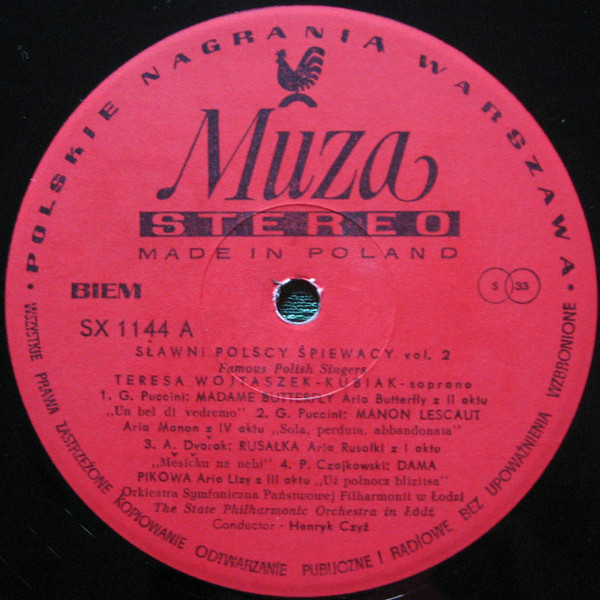 • POLSKIE NAGRANIA WARSZAWA •
Muza
STEREO
MADE IN POLAND
BIEM
S 33
SX 1144 A
SŁAWNI POLSCY ŚPIEWACY vol. 2
Famous Polish Singers
TERESA WOJTASZEK-KUBIAK - soprano
1. G. Puccini: MADAME BUTTERFLY Aria Butterfly z II aktu
„Un bel di vedremo" 2. G. Puccini: MANON LESCAUT
Aria Manon z IV aktu „Sola, perduta, abbandonata"
3. A. Dvořak: RUSAŁKA Aria Rusałki z I aktu
„Měsičku na nebi" 4. P. Czajkowski: DAMA
PIKOWA Aria Lizy z III aktu „Uż połnocz blizitsa"
Orkiestra Symfoniczna Państwowej Filharmonii w Łodzi
The State Philharmonic Orchestra in Łódź
Conductor - Henryk Czyż
WSZYSTKIE PRAWA ZASTRZEŻONE KOPIOWANIE ODTWARZANIE PUBLICZNE I RADIOWE BEZ UPOWAŻNIENIA WZBRONIONE